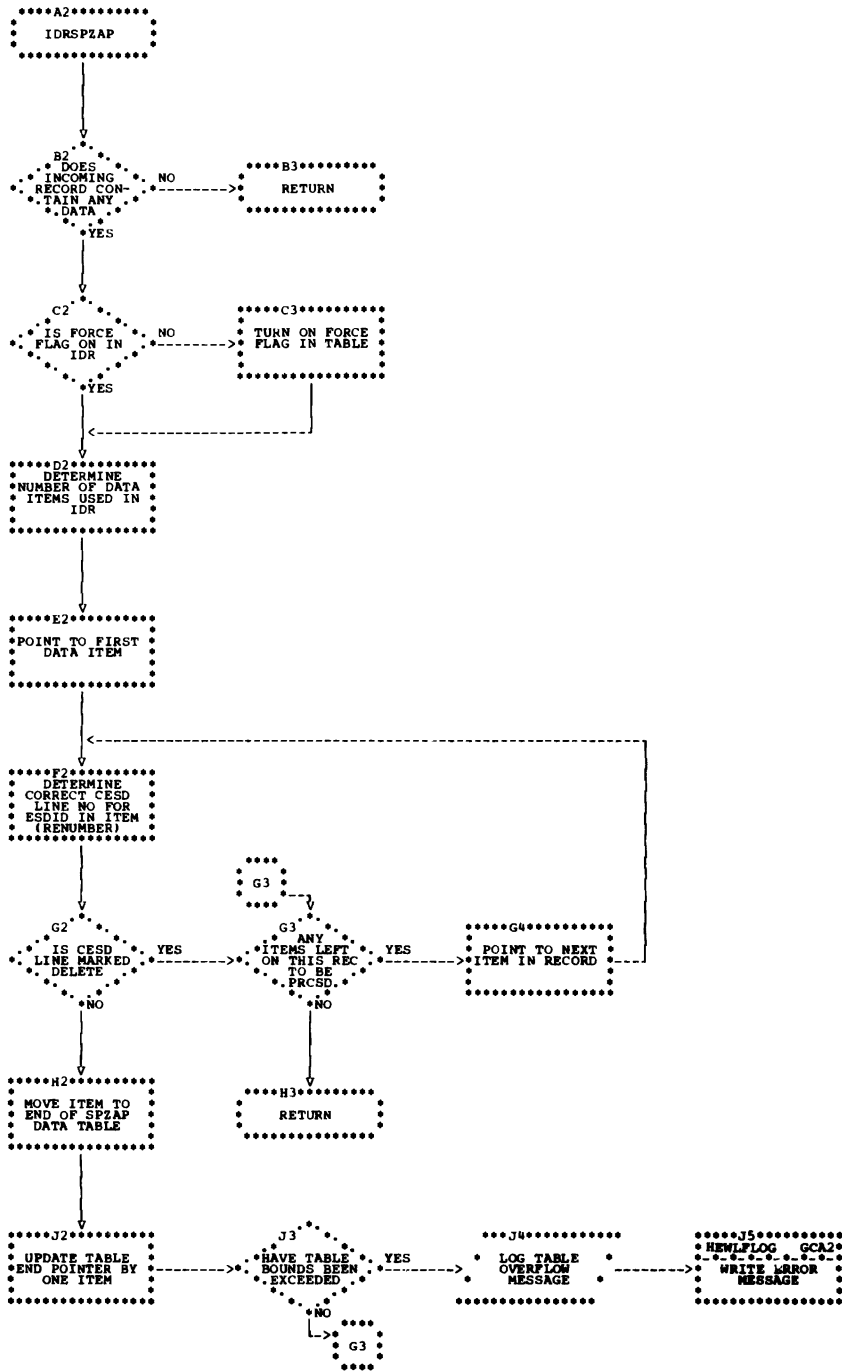 A2
IDRSPZAP
B2
DOES
INCOMING
RECORD CON-
TAIN ANY
DATA
NO
YES
B3
RETURN
C2
IS FORCE
FLAG ON IN
IDR
NO
YES
C3
TURN ON FORCE
FLAG IN TABLE
D2
DETERMINE
NUMBER OF DATA
ITEMS USED IN
IDR
E2
POINT TO FIRST
DATA ITEM
F2
DETERMINE
CORRECT CESD
LINE NO FOR
ESDID IN ITEM
(RENUMBER)
G3
G2
IS CESD
LINE MARKED
DELETE
YES
NO
G3
ANY
ITEMS LEFT
ON THIS REC
TO BE
PRCSD
YES
NO
G4
POINT TO NEXT
ITEM IN RECORD
H2
MOVE ITEM TO
END OF SPZAP
DATA TABLE
H3
RETURN
J2
UPDATE TABLE
END POINTER BY
ONE ITEM
J3
HAVE TABLE
BOUNDS BEEN
EXCEEDED
YES
NO
G3
J4
LOG TABLE
OVERFLOW
MESSAGE
J5
HEWLFLOG GCA2
WRITE ERROR
MESSAGE